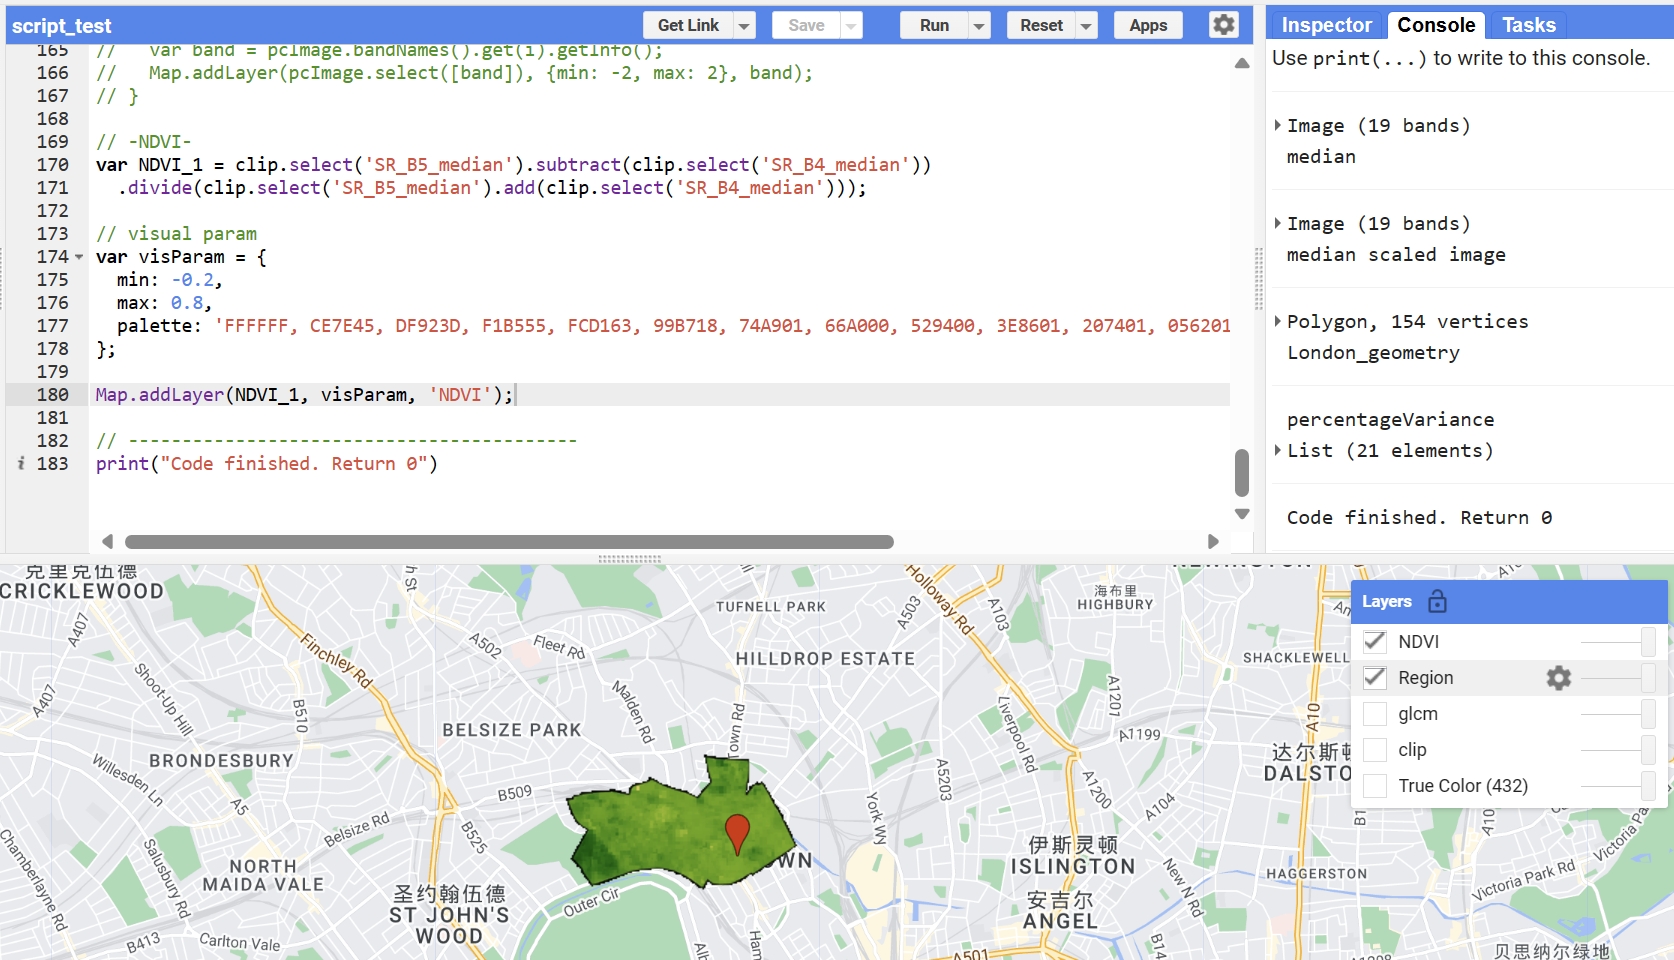 script_test
Get Link
Save
Run
Reset
Apps
Inspector
Console
Tasks
165 //   var band = pcImage.bandNames().get(i).getInfo();
166 //   Map.addLayer(pcImage.select([band]), {min: -2, max: 2}, band);
167 // }
168
169 // -NDVI-
170 var NDVI_1 = clip.select('SR_B5_median').subtract(clip.select('SR_B4_median'))
171   .divide(clip.select('SR_B5_median').add(clip.select('SR_B4_median')));
172
173 // visual param
174 var visParam = {
175   min: -0.2,
176   max: 0.8,
177   palette: 'FFFFFF, CE7E45, DF923D, F1B555, FCD163, 99B718, 74A901, 66A000, 529400, 3E8601, 207401, 056201
178 };
179
180 Map.addLayer(NDVI_1, visParam, 'NDVI');
181
182 // ------------------------------------------
i 183 print("Code finished. Return 0")
Use print(...) to write to this console.
Image (19 bands)
median
Image (19 bands)
median scaled image
Polygon, 154 vertices
London_geometry
percentageVariance
List (21 elements)
Code finished. Return 0
Layers
NDVI
Region
glcm
clip
True Color (432)
克里克伍德
CRICKLEWOOD
A407
Finchley Rd
h St
A502
Fleet Rd
TUFNELL PARK
A503
Holloway Rd
A103
海布里
HIGHBURY
HILLDROP ESTATE
SHACKLEWELL
A407
Shoot-Up Hill
B510
Malden Rd
BELSIZE PARK
Town Rd
Liverpool Rd
A1201
A1199
A10
BRONDESBURY
Willesden Ln
A5
B509
A5203
A1200
A104
达尔斯顿
DALSTO
York Wy
Belsize Rd
B525
Chamberlayne Rd
Salusbury Rd
NORTH
MAIDA VALE
WN
伊斯灵顿
ISLINGTON
New N Rd
HAGGERSTON
A10
Victoria Pa
Victoria Park Rd
圣约翰伍德
ST JOHN'S
WOOD
Outer Cir
安吉尔
ANGEL
B413
Carlton Vale
Alb
Ham
A501
B14
贝思纳尔绿地